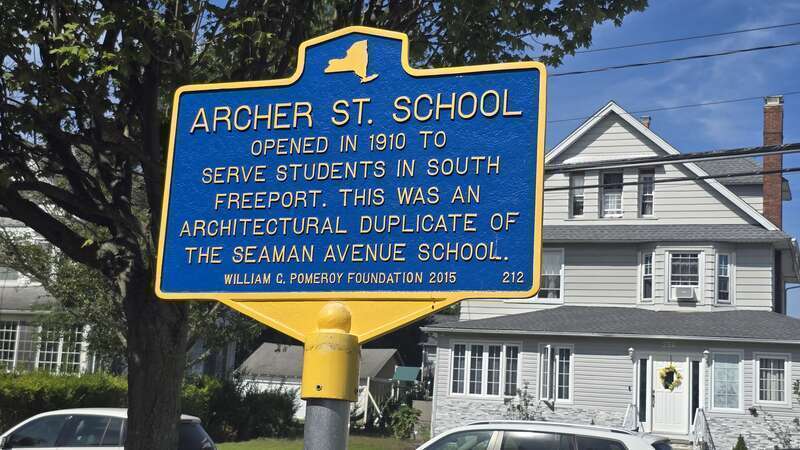 ARCHER ST. SCHOOL
OPENED IN 1910 TO
SERVE STUDENTS IN SOUTH
FREEPORT. THIS WAS AN
ARCHITECTURAL DUPLICATE OF
THE SEAMAN AVENUE SCHOOL.
WILLIAM G. POMEROY FOUNDATION 2015 212